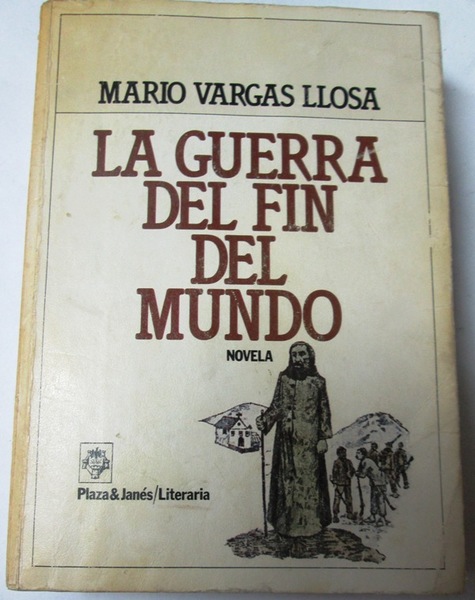 MARIO VARGAS LLOSA
LA GUERRA
DEL FIN
DEL
MUNDO
NOVELA
Plaza & Janés/Literaria